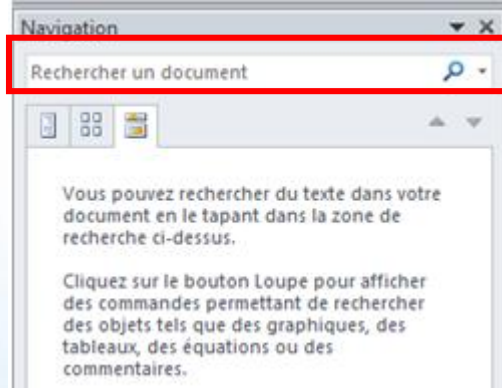 Navigation
Rechercher un document
Vous pouvez rechercher du texte dans votre
document en le tapant dans la zone de
recherche ci-dessus.
Cliquez sur le bouton Loupe pour afficher
des commandes permettant de rechercher
des objets tels que des graphiques, des
tableaux, des équations ou des
commentaires.